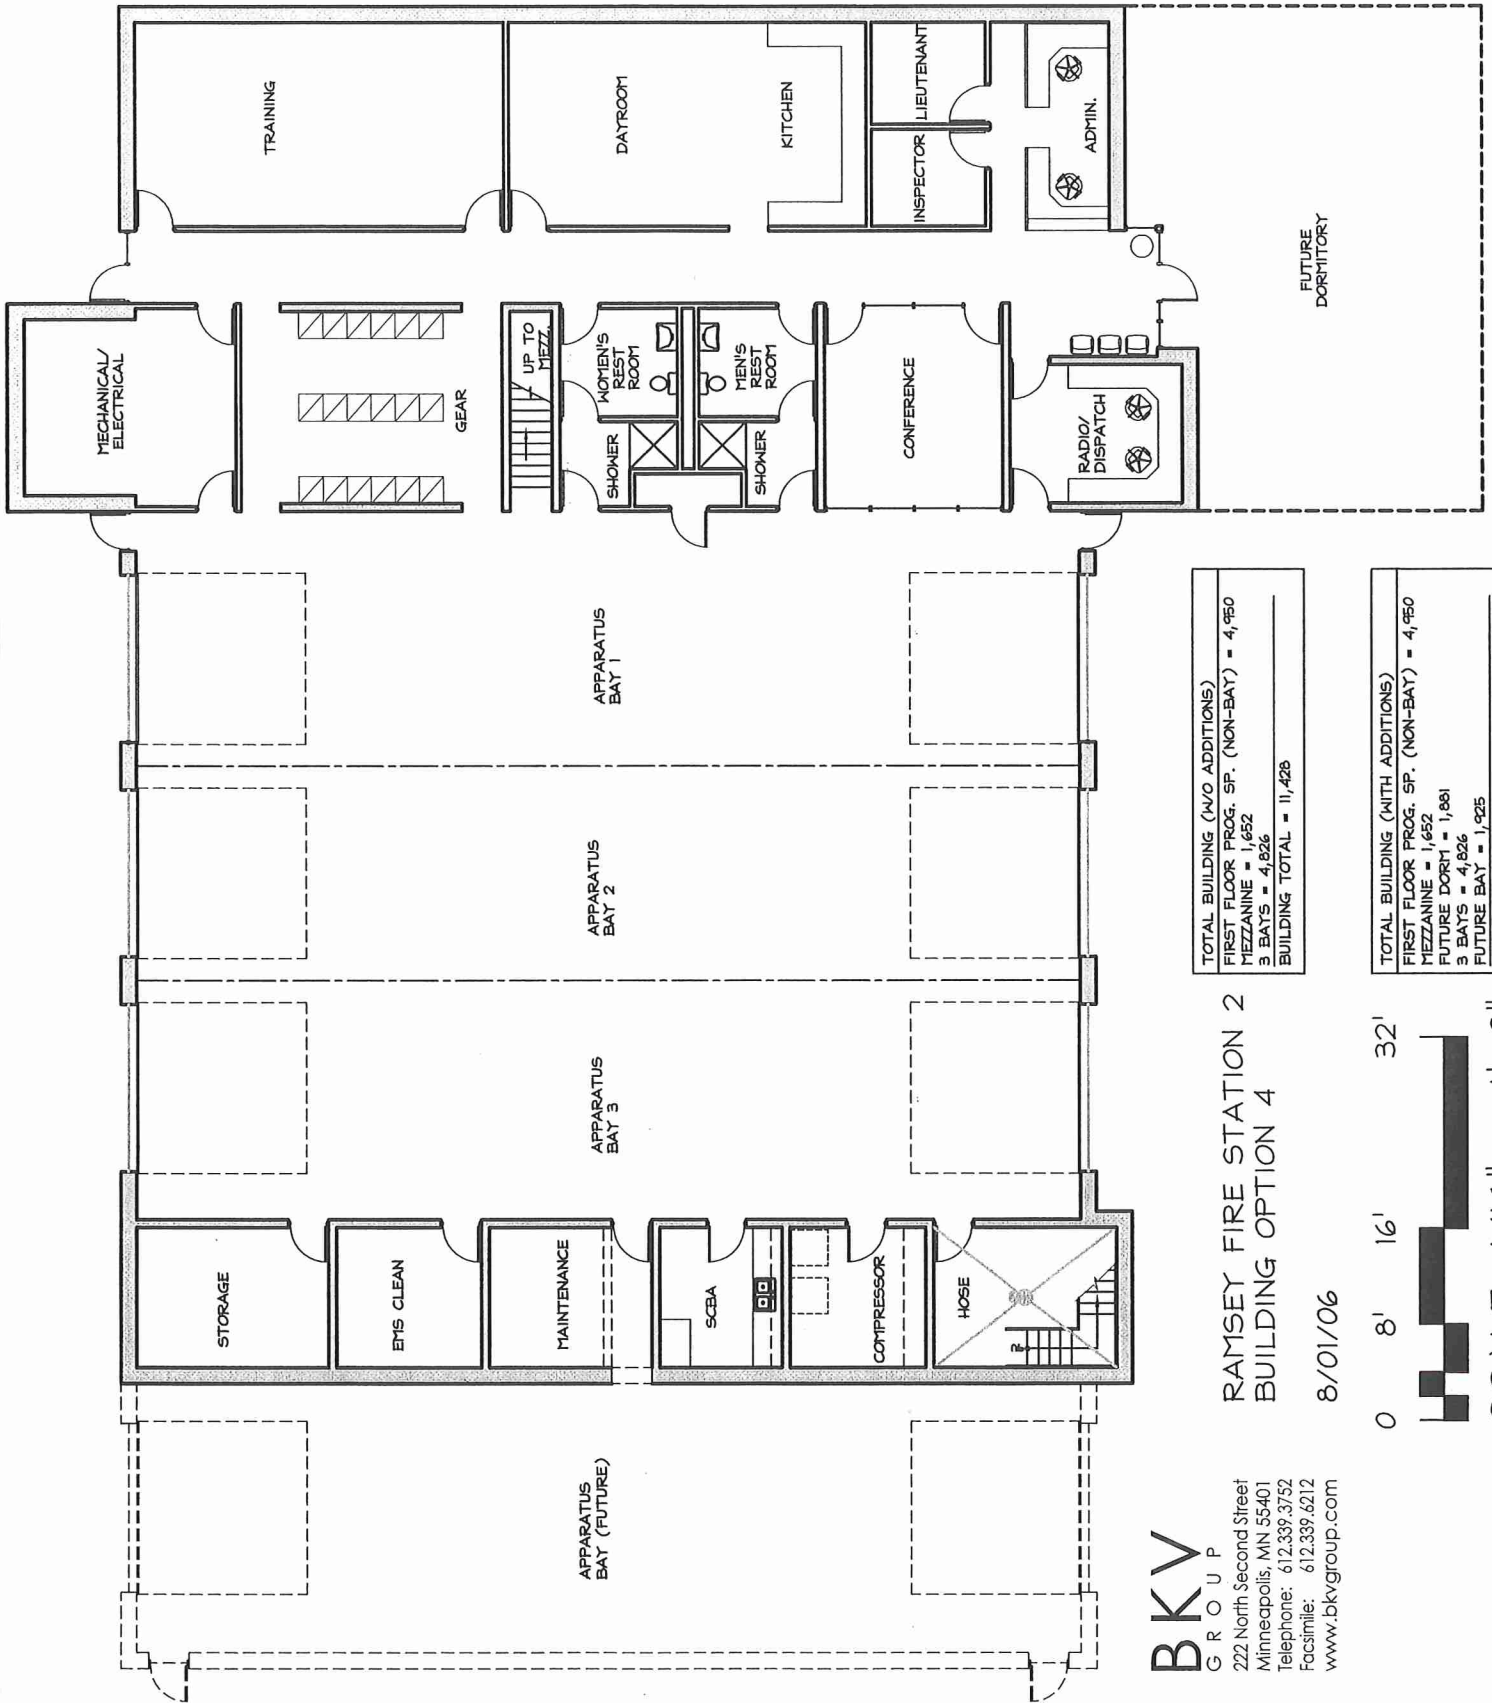 TRAINING
DAYROOM
KITCHEN
LIEUTENANT
INSPECTOR
ADMIN.
FUTURE
DORMITORY
MECHANICAL/
ELECTRICAL
GEAR
UP TO
MEZZ.
WOMEN'S
REST
ROOM
SHOWER
MEN'S
REST
ROOM
SHOWER
CONFERENCE
RADIO/
DISPATCH
APPARATUS
BAY 1
APPARATUS
BAY 2
APPARATUS
BAY 3
STORAGE
EMS CLEAN
MAINTENANCE
SCBA
COMPRESSOR
HOSE
APPARATUS
BAY (FUTURE)
TOTAL BUILDING (W/O ADDITIONS)
FIRST FLOOR PROG. SP. (NON-BAY) = 4,950
MEZZANINE = 1,652
3 BAYS = 4,826
BUILDING TOTAL = 11,428
TOTAL BUILDING (WITH ADDITIONS)
FIRST FLOOR PROG. SP. (NON-BAY) = 4,950
MEZZANINE = 1,652
FUTURE DORM = 1,881
3 BAYS = 4,826
FUTURE BAY = 1,925
RAMSEY FIRE STATION 2
BUILDING OPTION 4
8/01/06
0 8' 16' 32'
BKV
GROUP
222 North Second Street
Minneapolis, MN 55401
Telephone: 612.339.3752
Facsimile: 612.339.6212
www.bkvgroup.com